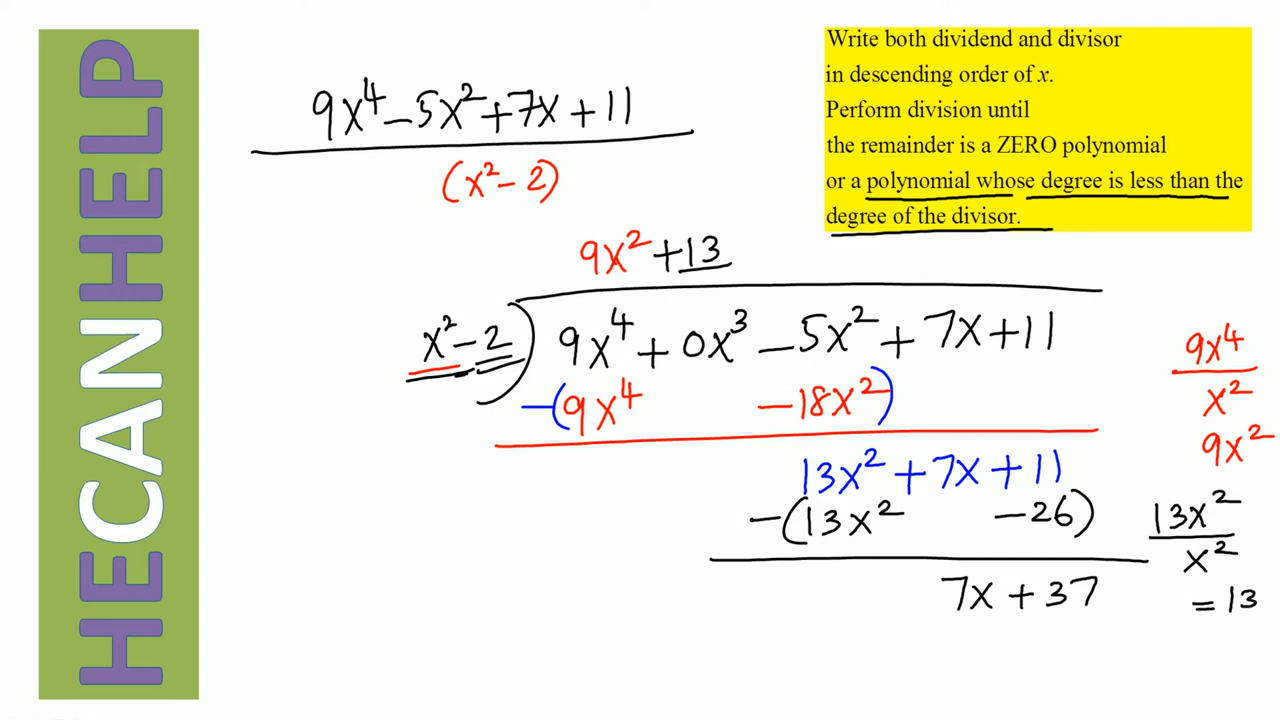 HECANHELP
9x⁴ - 5x² + 7x + 11
(x² - 2)
Write both dividend and divisor
in descending order of x.
Perform division until
the remainder is a ZERO polynomial
or a polynomial whose degree is less than the
degree of the divisor.
9x² + 13
x² - 2 ) 9x⁴ + 0x³ - 5x² + 7x + 11
-(9x⁴ - 18x²)
13x² + 7x + 11
-(13x² - 26)
7x + 37
9x⁴
x²
9x²
13x²
x²
= 13